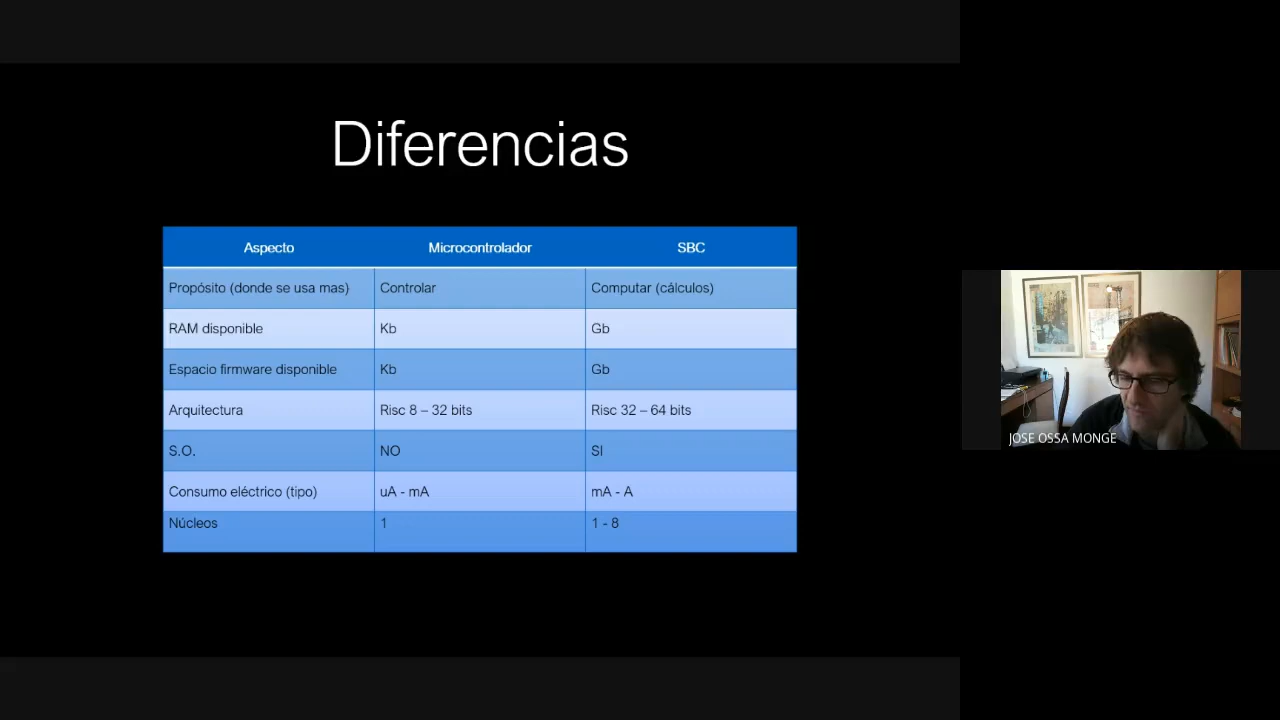 Diferencias
Aspecto Microcontrolador SBC
Propósito (donde se usa mas) Controlar Computar (cálculos)
RAM disponible Kb Gb
Espacio firmware disponible Kb Gb
Arquitectura Risc 8 – 32 bits Risc 32 – 64 bits
S.O. NO SI
Consumo eléctrico (tipo) uA - mA mA - A
Núcleos 1 1 - 8
JOSE OSSA MONGE